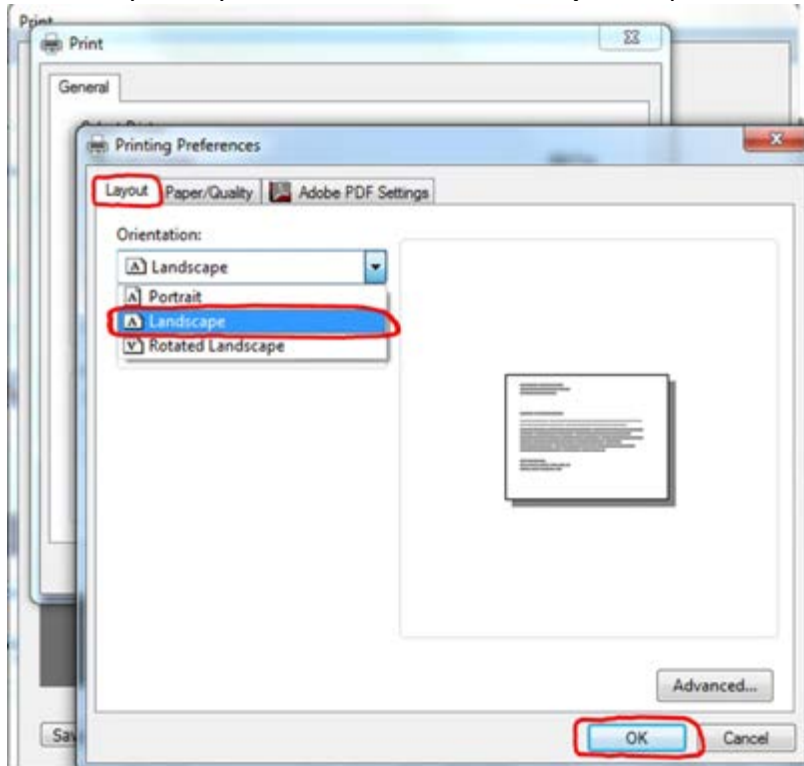 Print
Print
General
Printing Preferences
Layout
Paper/Quality
Adobe PDF Settings
Orientation:
Landscape
Portrait
Landscape
Rotated Landscape
Advanced...
OK
Cancel